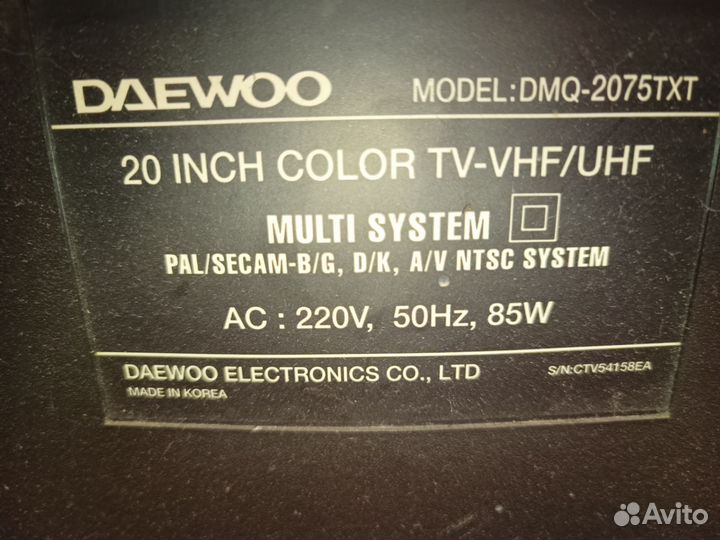 DAEWOO MODEL:DMQ-2075TXT
20 INCH COLOR TV-VHF/UHF
MULTI SYSTEM
PAL/SECAM-B/G, D/K, A/V NTSC SYSTEM
AC : 220V, 50Hz, 85W
DAEWOO ELECTRONICS CO., LTD S/N:CTV54158EA
MADE IN KOREA
Avito